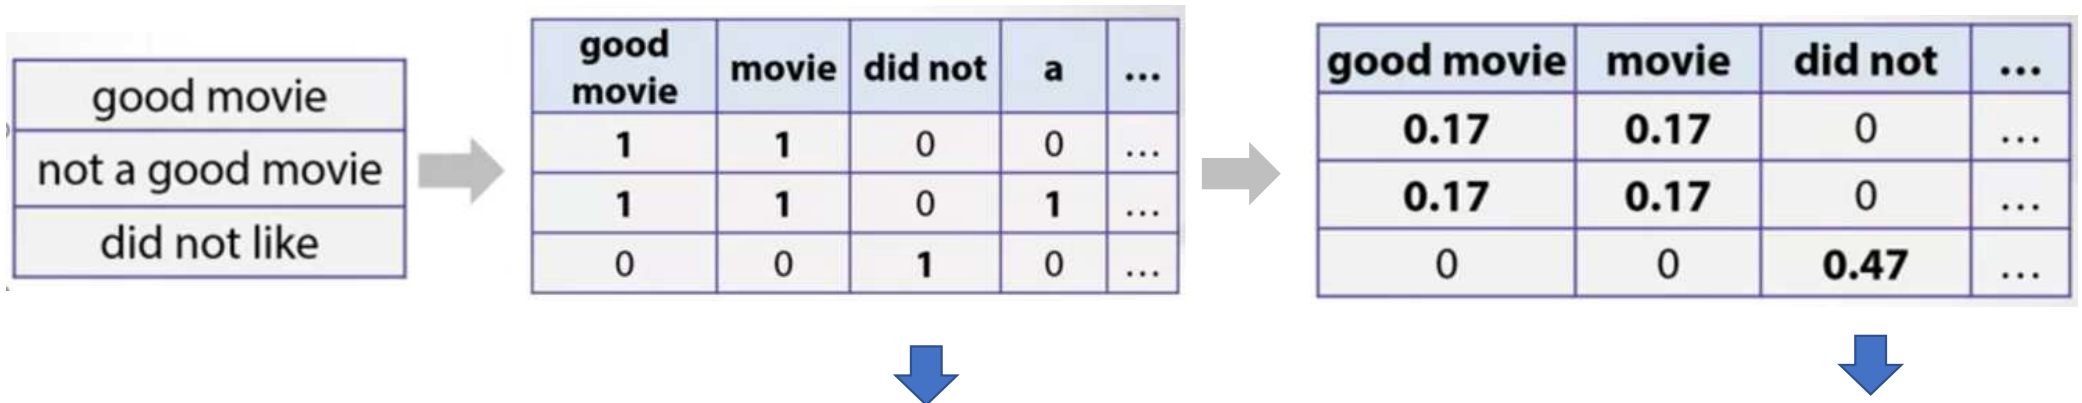 good movie
not a good movie
did not like
good movie movie did not a ...
1 1 0 0 ...
1 1 0 1 ...
0 0 1 0 ...
good movie movie did not ...
0.17 0.17 0 ...
0.17 0.17 0 ...
0 0 0.47 ...